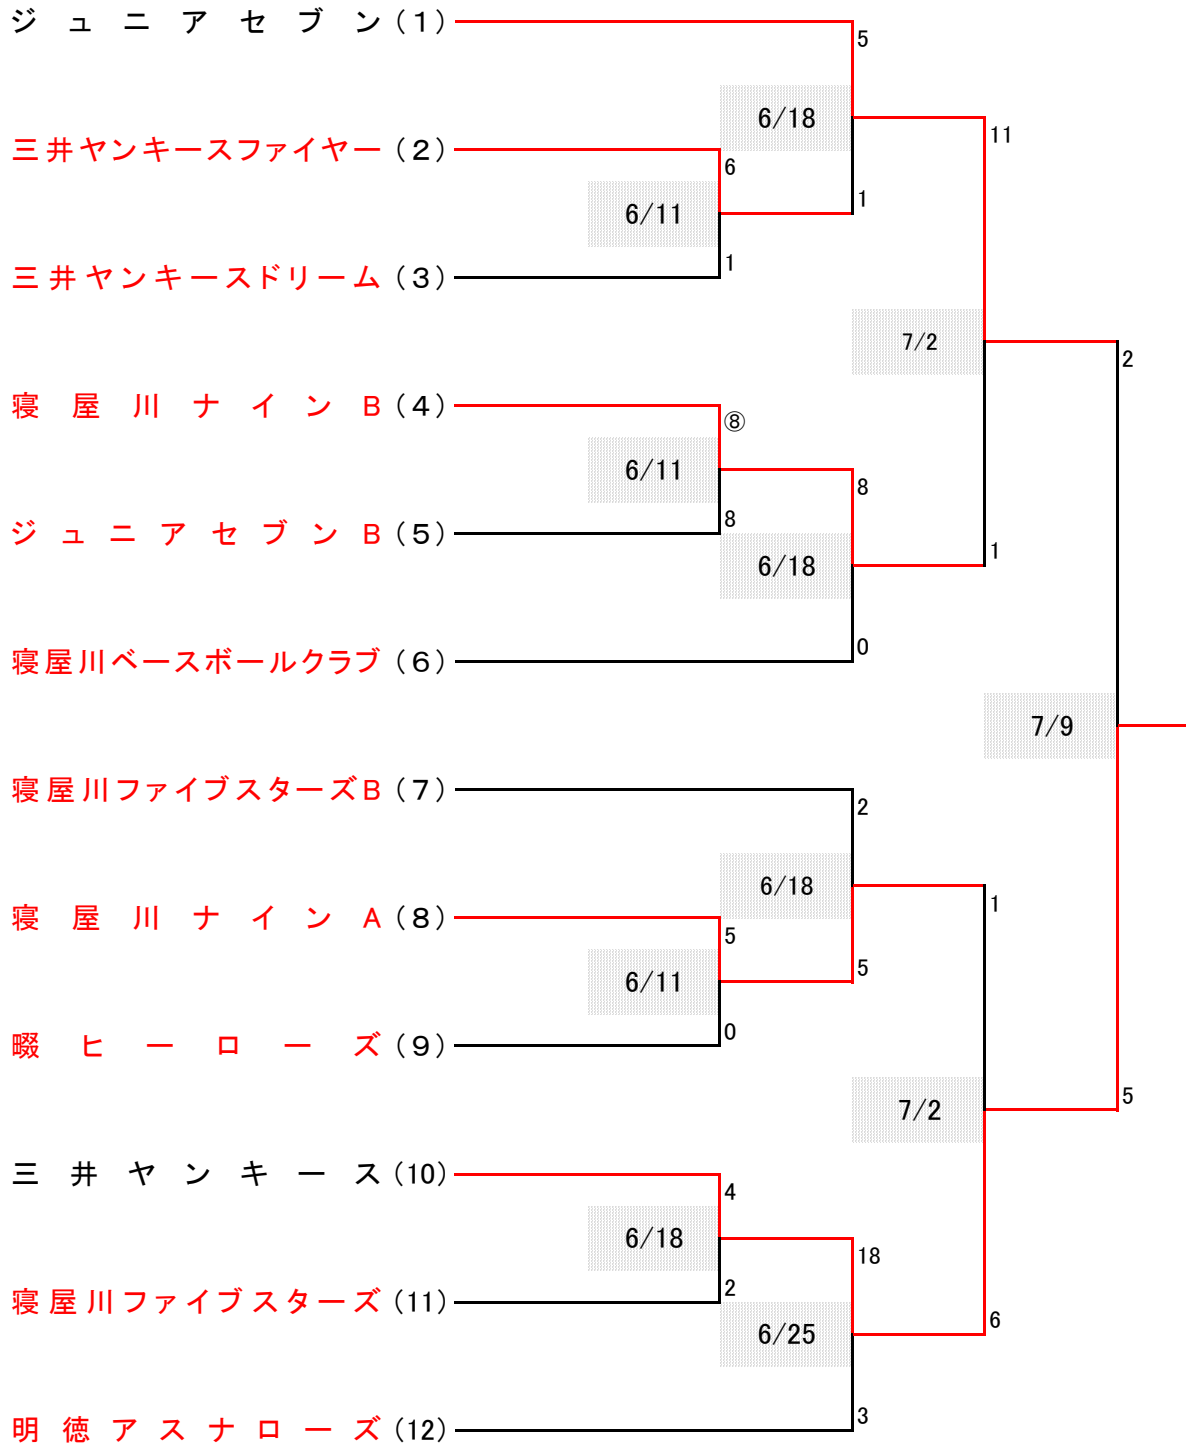 ジュニアセブン（1）
5
6/18
11
三井ヤンキースファイヤー（2）
6
6/11
1
1
三井ヤンキースドリーム（3）
7/2
2
寝屋川ナインB（4）
⑧
6/11
8
8
ジュニアセブンB（5）
1
6/18
0
寝屋川ベースボールクラブ（6）
7/9
寝屋川ファイブスターズB（7）
2
6/18
1
寝屋川ナインA（8）
5
5
6/11
0
畷ヒーローズ（9）
5
7/2
三井ヤンキース（10）
4
6/18
18
2
寝屋川ファイブスターズ（11）
6
6/25
3
明徳アスナローズ（12）